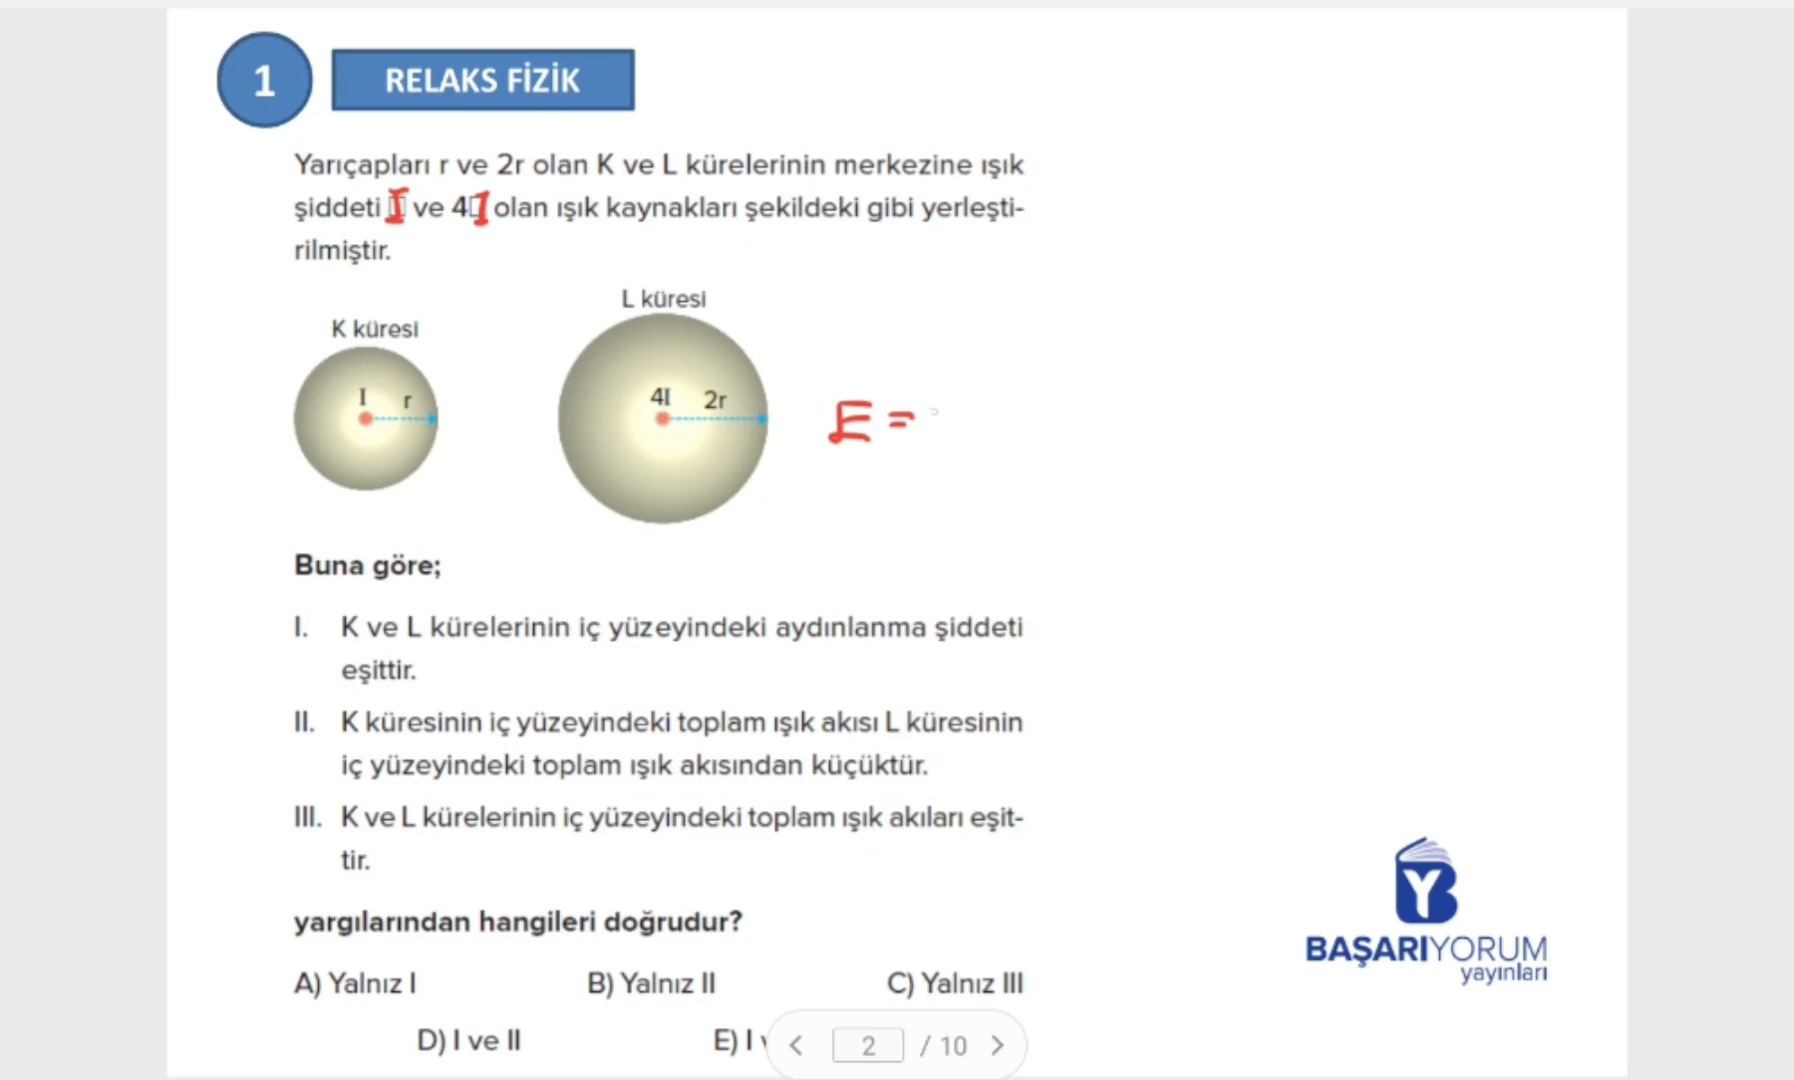 1
RELAKS FİZİK
Yarıçapları r ve 2r olan K ve L kürelerinin merkezine ışık
şiddeti I ve 4I olan ışık kaynakları şekildeki gibi yerleşti-
rilmiştir.
L küresi
K küresi
I r
4I 2r
E =
Buna göre;
I. K ve L kürelerinin iç yüzeyindeki aydınlanma şiddeti
eşittir.
II. K küresinin iç yüzeyindeki toplam ışık akısı L küresinin
iç yüzeyindeki toplam ışık akısından küçüktür.
III. K ve L kürelerinin iç yüzeyindeki toplam ışık akıları eşit-
tir.
yargılarından hangileri doğrudur?
A) Yalnız I B) Yalnız II C) Yalnız III
D) I ve II E) I
< 2 / 10 >
BAŞARIYORUM
yayınları